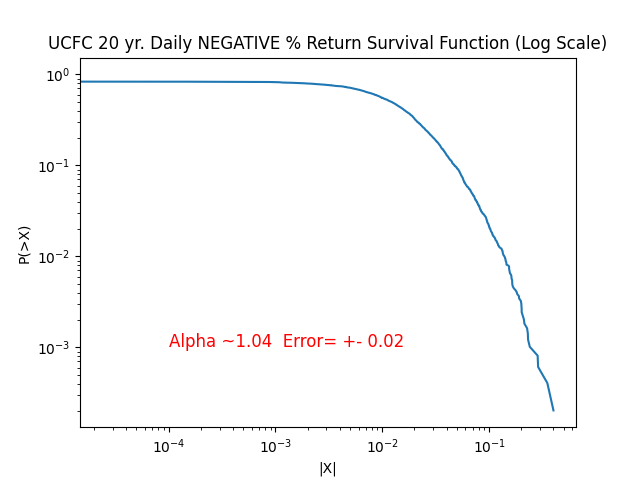 UCFC 20 yr. Daily NEGATIVE % Return Survival Function (Log Scale)
10⁰
10⁻¹
10⁻²
10⁻³
P(>X)
Alpha ~1.04  Error= +- 0.02
10⁻⁴ 10⁻³ 10⁻² 10⁻¹
|X|